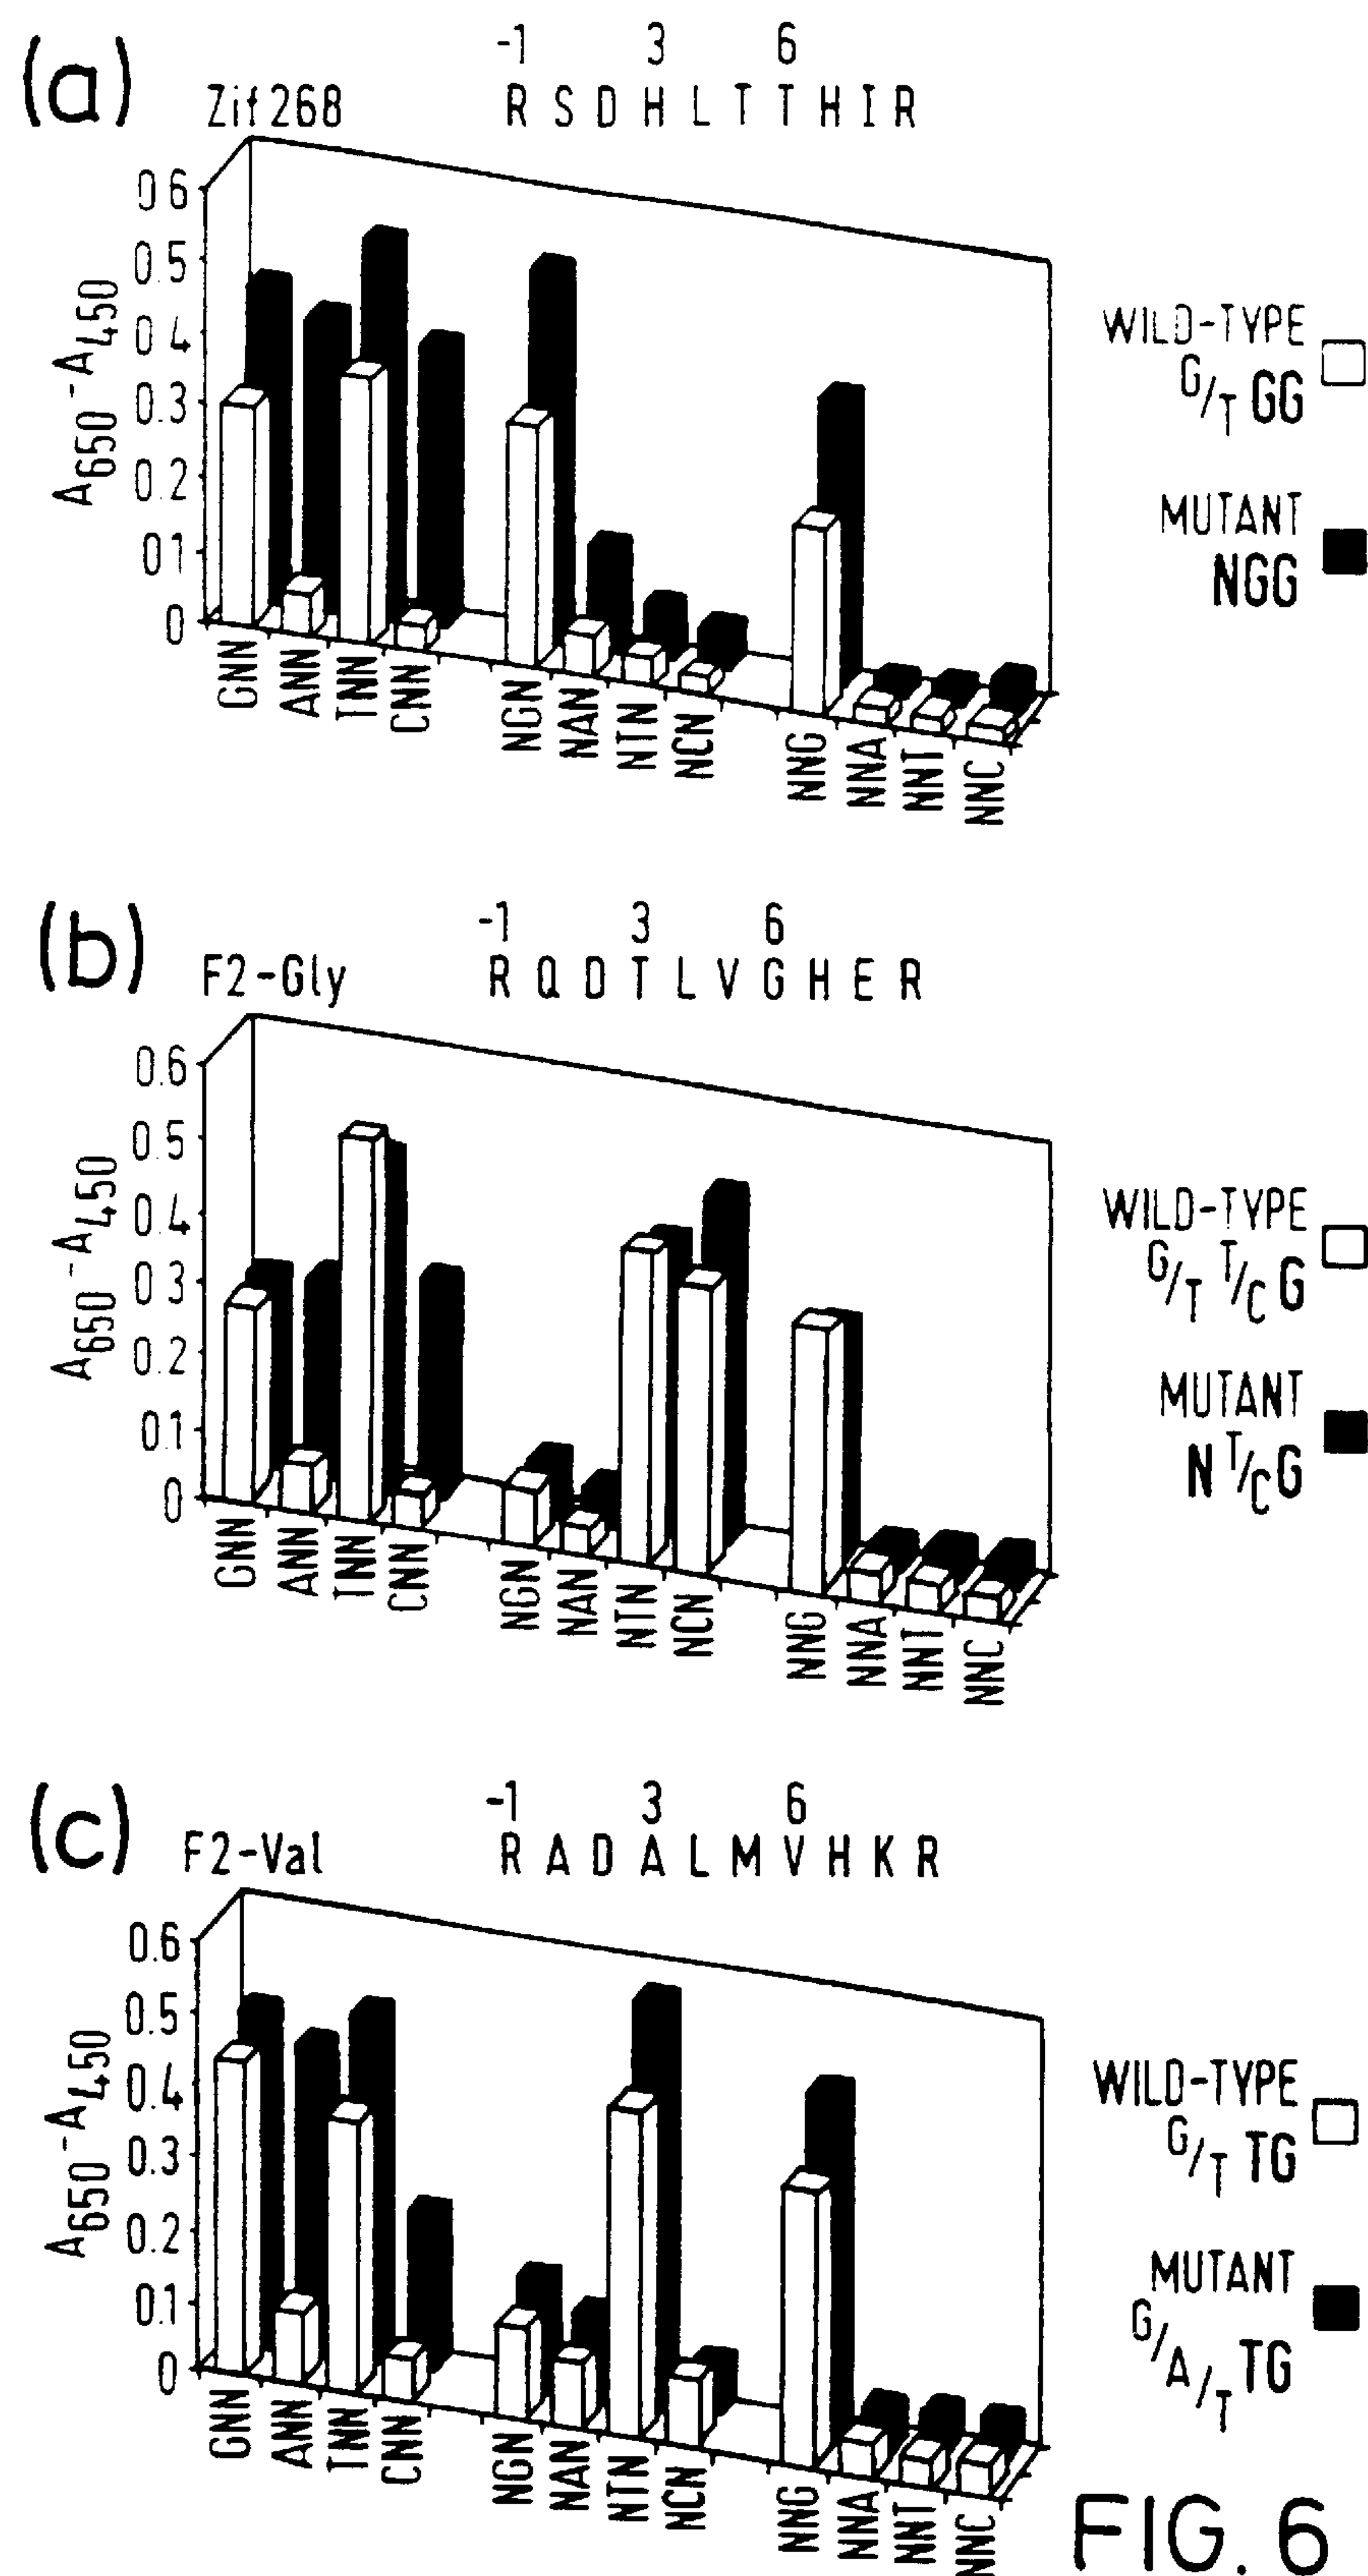 (a)
Zif268
-1 3 6
R S D H L T T H I R
A650-A450
0.6
0.5
0.4
0.3
0.2
0.1
0
GNN ANN TNN CNN NGN NAN NTN NCN NNG NNA NNT NNC
WILD-TYPE
G/T GG
MUTANT
NGG
(b)
F2-Gly
-1 3 6
R Q D T L V G H E R
A650-A450
0.6
0.5
0.4
0.3
0.2
0.1
0
GNN ANN TNN CNN NGN NAN NTN NCN NNG NNA NNT NNC
WILD-TYPE
G/T T/C G
MUTANT
N T/C G
(c)
F2-Val
-1 3 6
R A D A L M V H K R
A650-A450
0.6
0.5
0.4
0.3
0.2
0.1
0
GNN ANN TNN CNN NGN NAN NTN NCN NNG NNA NNT NNC
WILD-TYPE
G/T TG
MUTANT
G/A/T TG
FIG. 6